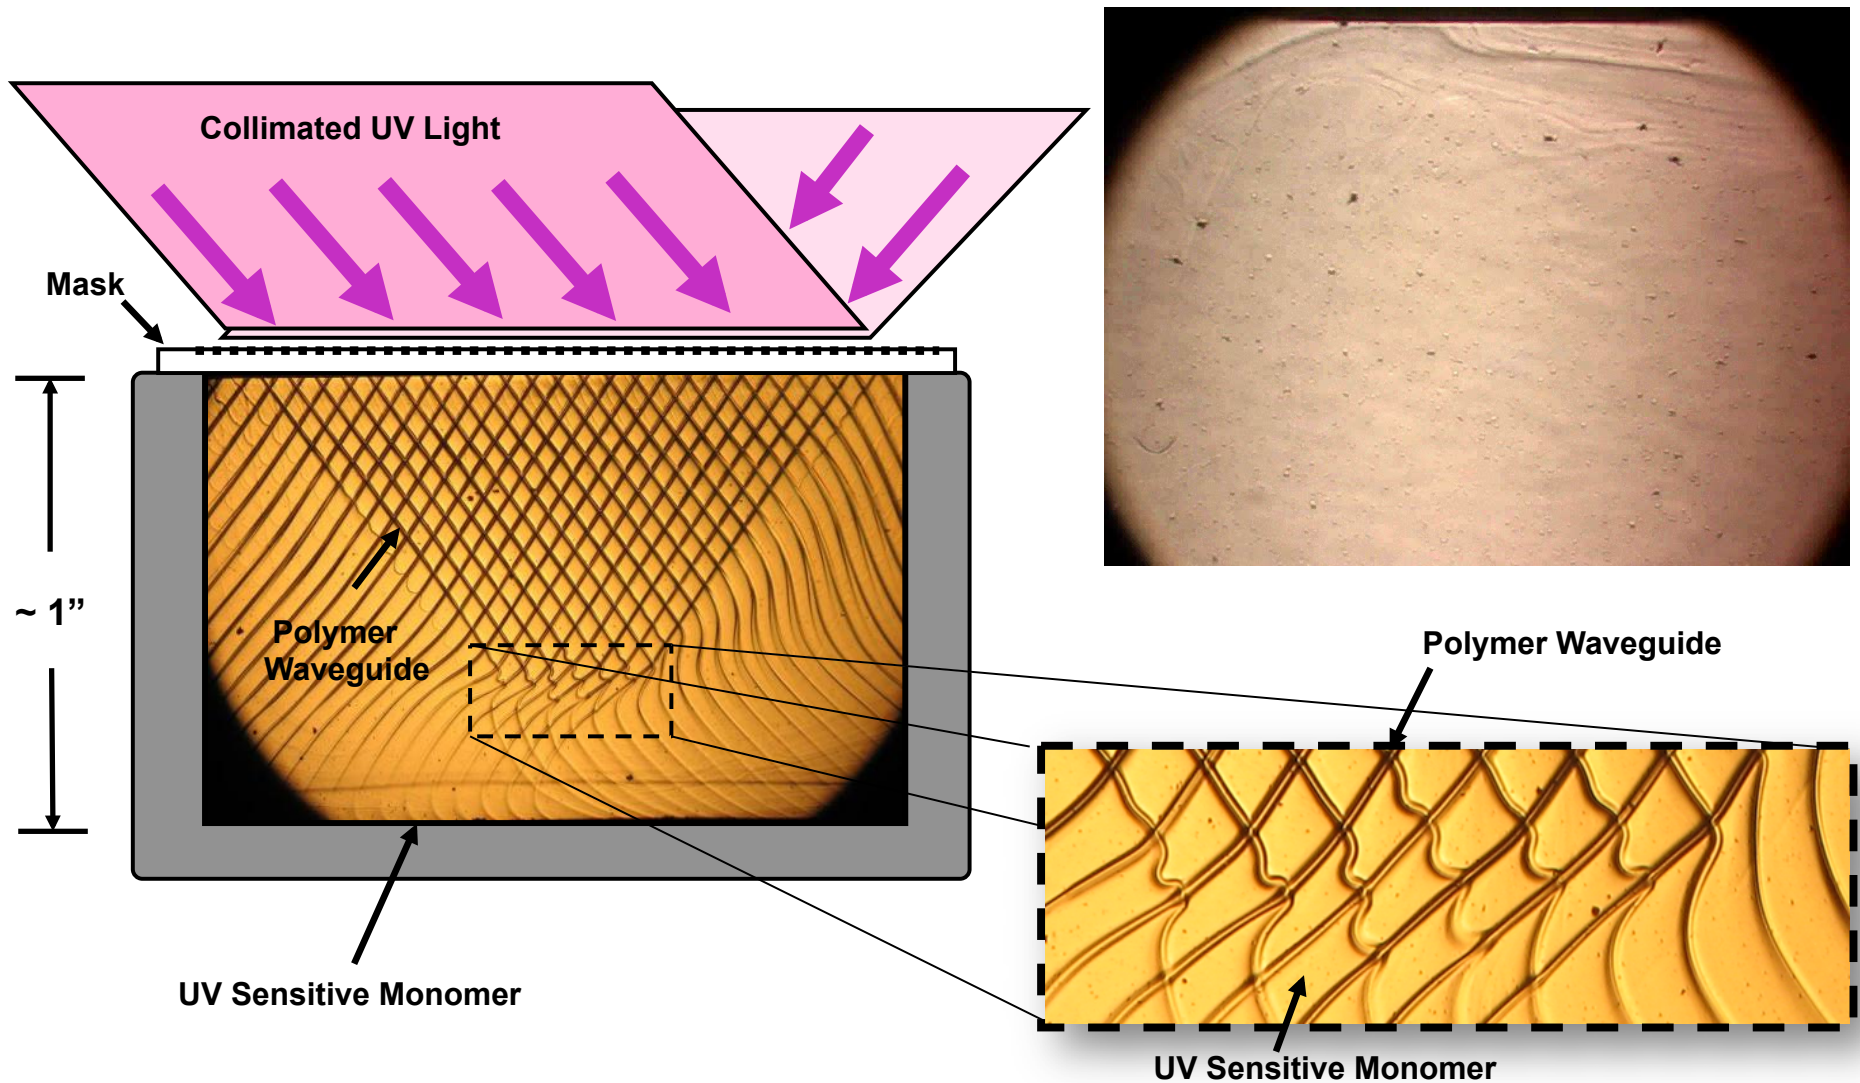 Collimated UV Light
Mask
~ 1”
Polymer
Waveguide
UV Sensitive Monomer
Polymer Waveguide
UV Sensitive Monomer